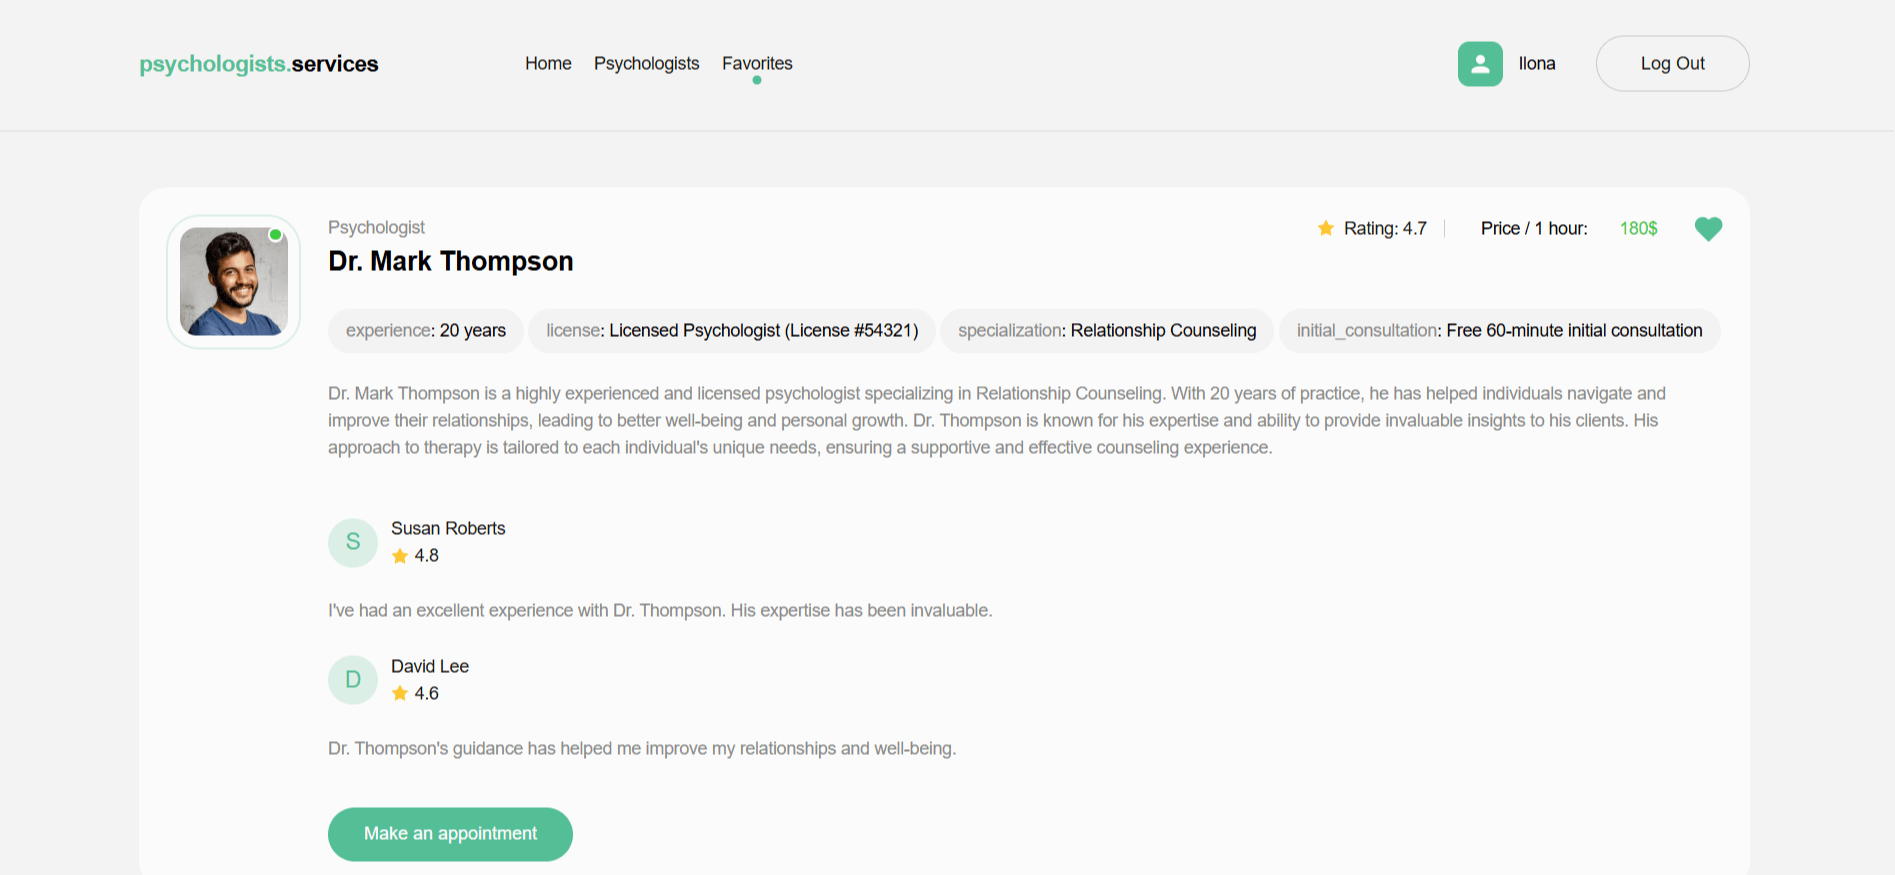 psychologists.services
Home Psychologists Favorites
Ilona
Log Out
Psychologist
Dr. Mark Thompson
Rating: 4.7
Price / 1 hour: 180$
experience: 20 years
license: Licensed Psychologist (License #54321)
specialization: Relationship Counseling
initial_consultation: Free 60-minute initial consultation
Dr. Mark Thompson is a highly experienced and licensed psychologist specializing in Relationship Counseling. With 20 years of practice, he has helped individuals navigate and
improve their relationships, leading to better well-being and personal growth. Dr. Thompson is known for his expertise and ability to provide invaluable insights to his clients. His
approach to therapy is tailored to each individual's unique needs, ensuring a supportive and effective counseling experience.
S
Susan Roberts
4.8
I've had an excellent experience with Dr. Thompson. His expertise has been invaluable.
D
David Lee
4.6
Dr. Thompson's guidance has helped me improve my relationships and well-being.
Make an appointment